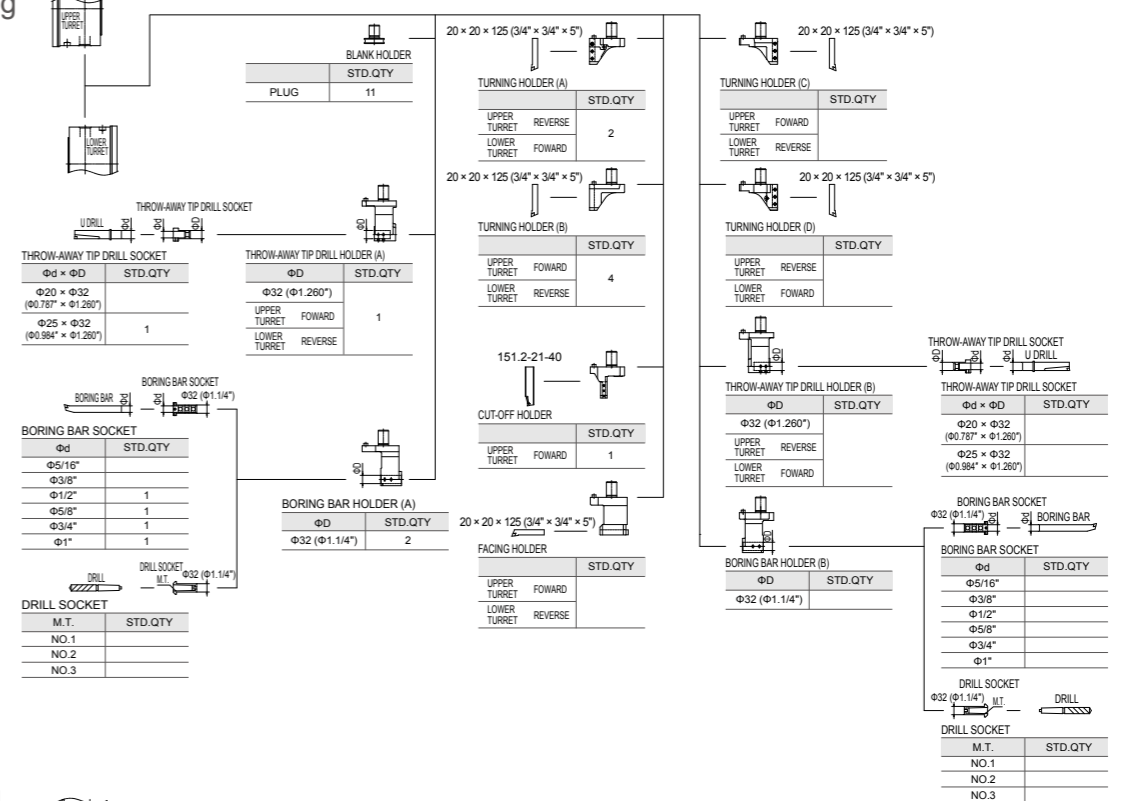 g
UPPER
TURRET
LOWER
TURRET
BLANK HOLDER
STD.QTY
PLUG 11
20 × 20 × 125 (3/4" × 3/4" × 5")
TURNING HOLDER (A)
STD.QTY
UPPER TURRET REVERSE
LOWER TURRET FOWARD
2
20 × 20 × 125 (3/4" × 3/4" × 5")
TURNING HOLDER (C)
STD.QTY
UPPER TURRET FOWARD
LOWER TURRET REVERSE
20 × 20 × 125 (3/4" × 3/4" × 5")
TURNING HOLDER (B)
STD.QTY
UPPER TURRET FOWARD
LOWER TURRET REVERSE
4
20 × 20 × 125 (3/4" × 3/4" × 5")
TURNING HOLDER (D)
STD.QTY
UPPER TURRET REVERSE
LOWER TURRET FOWARD
THROW-AWAY TIP DRILL SOCKET
U DRILL Φd Φd ΦD
THROW-AWAY TIP DRILL SOCKET
Φd × ΦD STD.QTY
Φ20 × Φ32
(Φ0.787" × Φ1.260")
Φ25 × Φ32
(Φ0.984" × Φ1.260")
1
ΦD
THROW-AWAY TIP DRILL HOLDER (A)
ΦD STD.QTY
Φ32 (Φ1.260")
UPPER TURRET FOWARD
LOWER TURRET REVERSE
1
BORING BAR SOCKET
BORING BAR Φd Φd Φ32 (Φ1.1/4")
BORING BAR SOCKET
Φd STD.QTY
Φ5/16"
Φ3/8"
Φ1/2" 1
Φ5/8" 1
Φ3/4" 1
Φ1" 1
DRILL SOCKET
DRILL M.T. Φ32 (Φ1.1/4")
DRILL SOCKET
M.T. STD.QTY
NO.1
NO.2
NO.3
ΦD
BORING BAR HOLDER (A)
ΦD STD.QTY
Φ32 (Φ1.1/4") 2
151.2-21-40
CUT-OFF HOLDER
STD.QTY
UPPER TURRET FOWARD 1
20 × 20 × 125 (3/4" × 3/4" × 5")
FACING HOLDER
STD.QTY
UPPER TURRET FOWARD
LOWER TURRET REVERSE
ΦD
THROW-AWAY TIP DRILL HOLDER (B)
ΦD STD.QTY
Φ32 (Φ1.260")
UPPER TURRET REVERSE
LOWER TURRET FOWARD
THROW-AWAY TIP DRILL SOCKET
ΦD Φd Φd U DRILL
THROW-AWAY TIP DRILL SOCKET
Φd × ΦD STD.QTY
Φ20 × Φ32
(Φ0.787" × Φ1.260")
Φ25 × Φ32
(Φ0.984" × Φ1.260")
ΦD
BORING BAR HOLDER (B)
ΦD STD.QTY
Φ32 (Φ1.1/4")
BORING BAR SOCKET
Φ32 (Φ1.1/4") Φd Φd BORING BAR
BORING BAR SOCKET
Φd STD.QTY
Φ5/16"
Φ3/8"
Φ1/2"
Φ5/8"
Φ3/4"
Φ1"
DRILL SOCKET
Φ32 (Φ1.1/4") M.T. DRILL
DRILL SOCKET
M.T. STD.QTY
NO.1
NO.2
NO.3